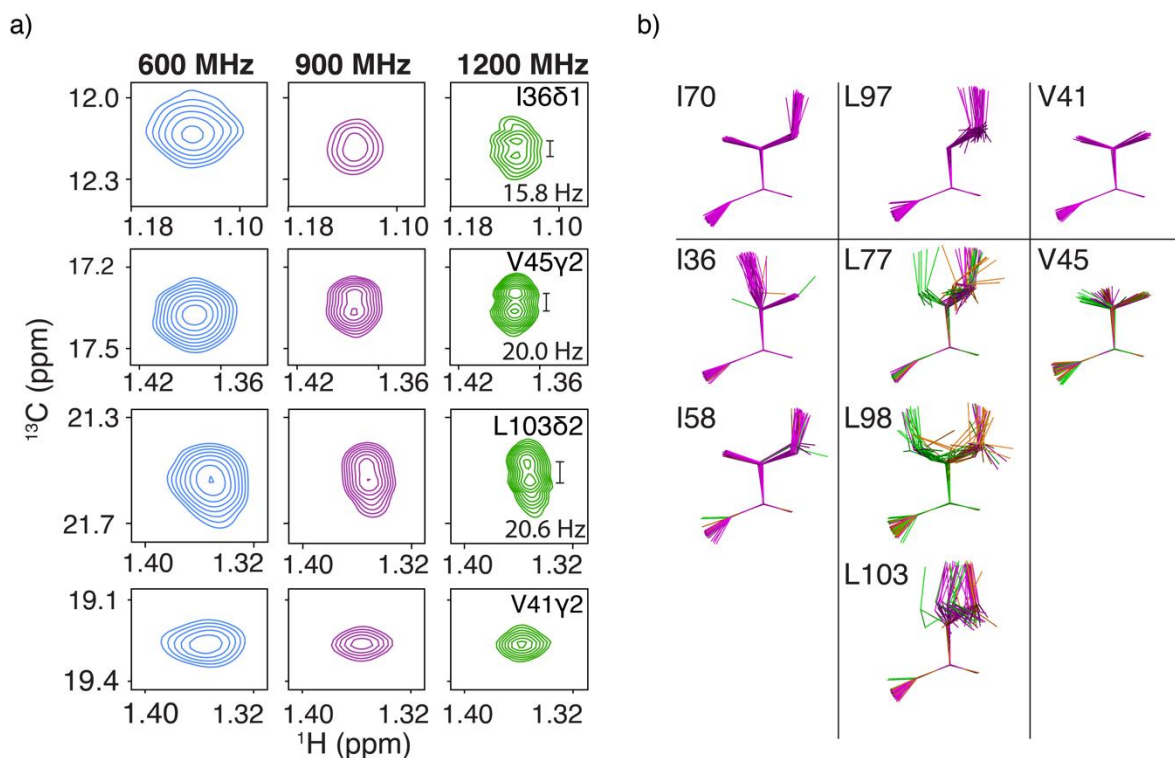 a)
b)
600 MHz 900 MHz 1200 MHz
12.0
I36δ1
12.3
15.8 Hz
1.18 1.10 1.18 1.10 1.18 1.10
17.2
V45γ2
17.5
20.0 Hz
1.42 1.36 1.42 1.36 1.42 1.36
21.3
L103δ2
21.7
20.6 Hz
1.40 1.32 1.40 1.32 1.40 1.32
19.1
V41γ2
19.4
1.40 1.32 1.40 1.32 1.40 1.32
¹³C (ppm)
¹H (ppm)
I70 L97 V41
I36 L77 V45
I58 L98
L103